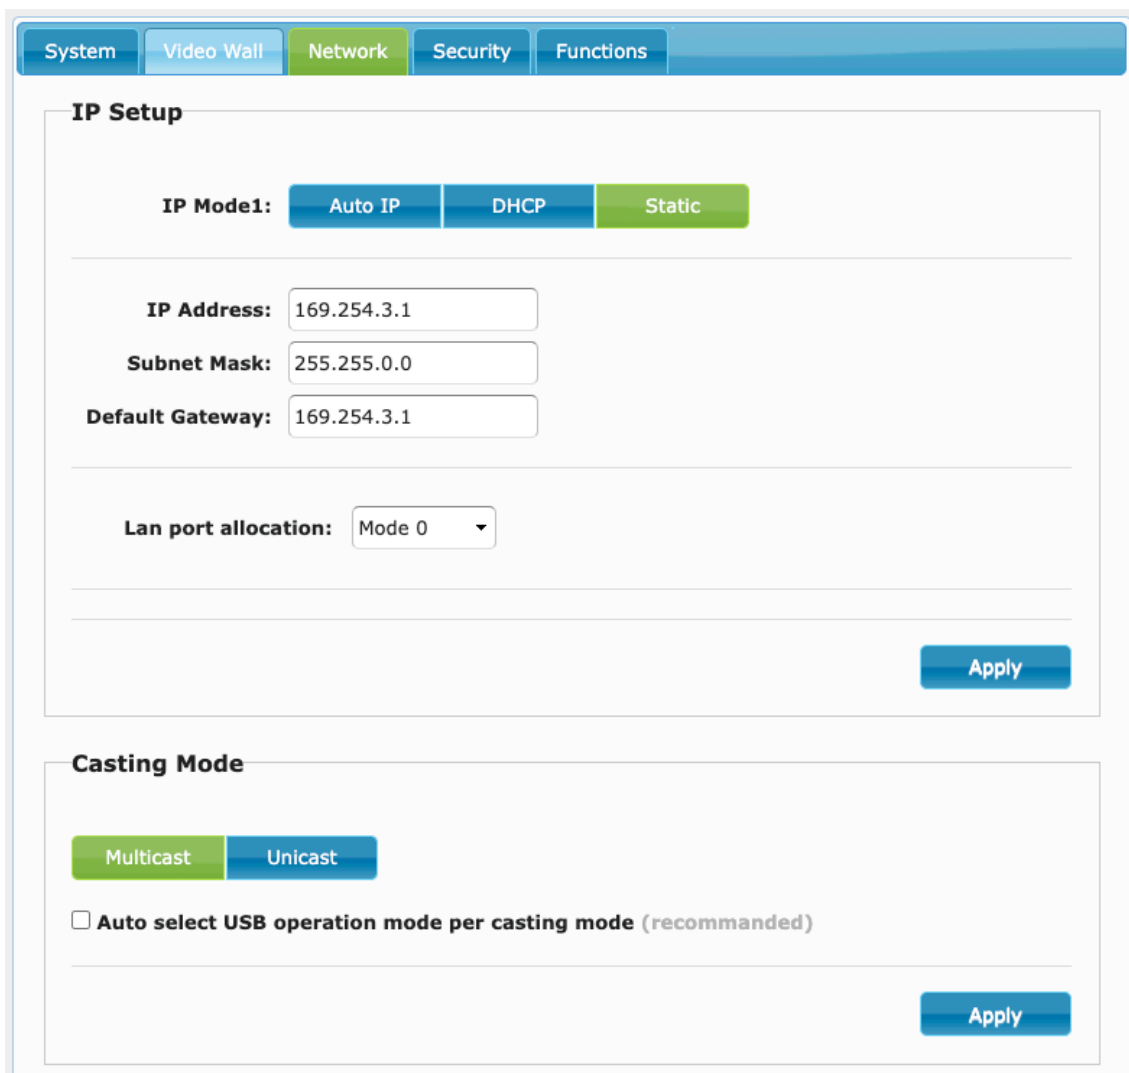 System Video Wall Network Security Functions
IP Setup
IP Mode1: Auto IP DHCP Static
IP Address: 169.254.3.1
Subnet Mask: 255.255.0.0
Default Gateway: 169.254.3.1
Lan port allocation: Mode 0
Apply
Casting Mode
Multicast Unicast
Auto select USB operation mode per casting mode (recommanded)
Apply